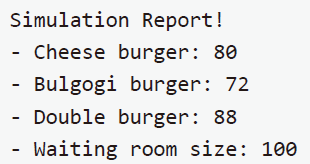 Simulation Report!
- Cheese burger: 80
- Bulgogi burger: 72
- Double burger: 88
- Waiting room size: 100